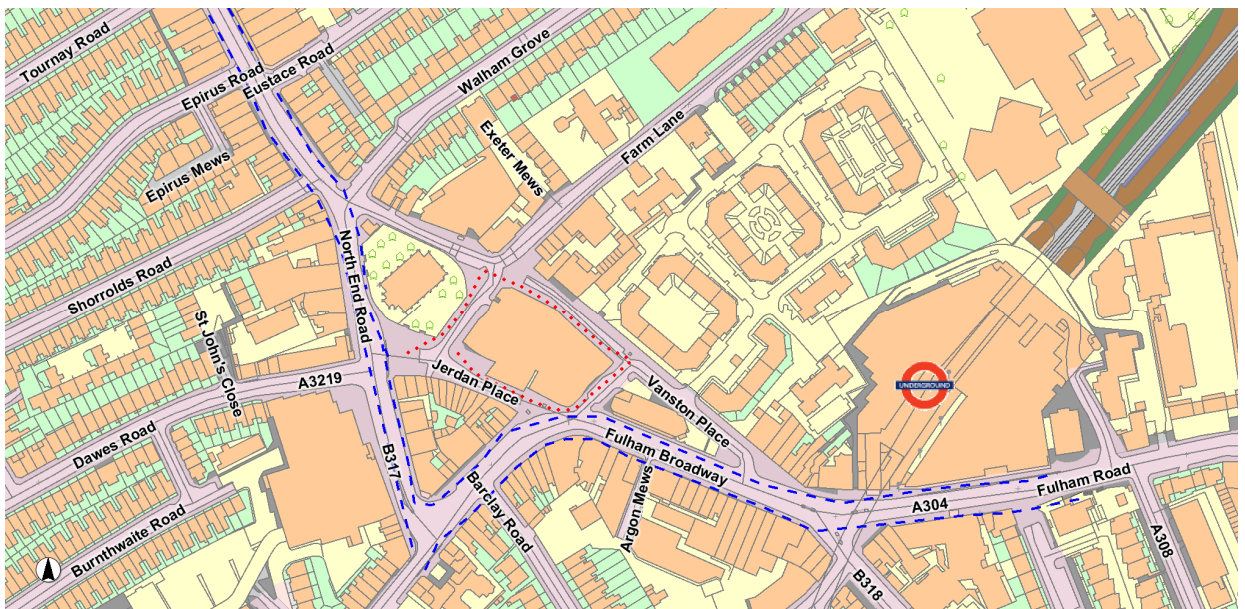 Tournay Road
Epirus Road
Eustace Road
Walham Grove
Epirus Mews
Exeter Mews
Farm Lane
Shorrolds Road
North End Road
St John's Close
A3219
Jerdan Place
Vanston Place
UNDERGROUND
Dawes Road
B317
Fulham Broadway
Barclay Road
Argon Mews
A304
Fulham Road
Burnthwaite Road
B318
A308